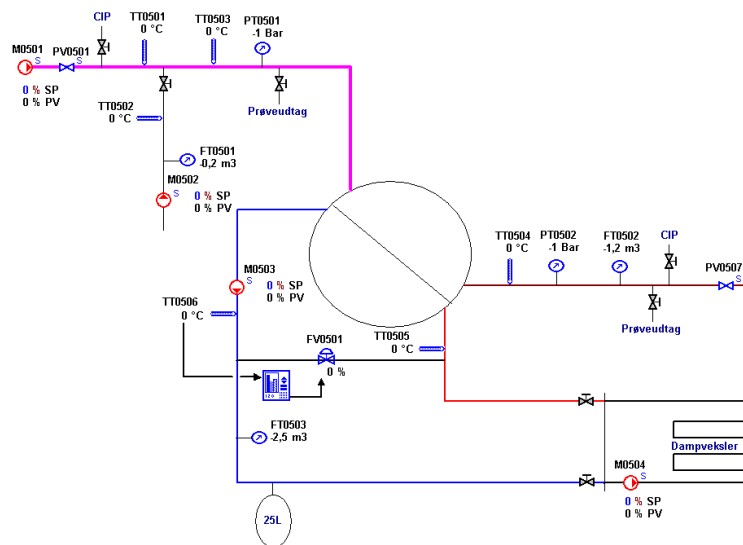 CIP
TT0501
0 °C
TT0503
0 °C
PT0501
-1 Bar
M0501
S
PV0501
S
0 % SP
0 % PV
TT0502
0 °C
Prøveudtag
FT0501
-0,2 m3
M0502
S
0 % SP
0 % PV
TT0504
0 °C
PT0502
-1 Bar
FT0502
-1,2 m3
CIP
PV0507
S
Prøveudtag
M0503
S
0 % SP
0 % PV
TT0506
0 °C
FV0501
0 %
TT0505
0 °C
FT0503
-2,5 m3
Dampveksler
M0504
S
0 % SP
0 % PV
25L